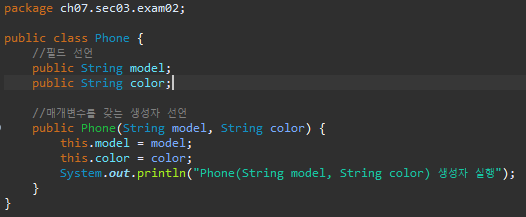 package ch07.sec03.exam02;
public class Phone {
//필드 선언
public String model;
public String color;
//매개변수를 갖는 생성자 선언
public Phone(String model, String color) {
this.model = model;
this.color = color;
System.out.println("Phone(String model, String color) 생성자 실행");
}
}